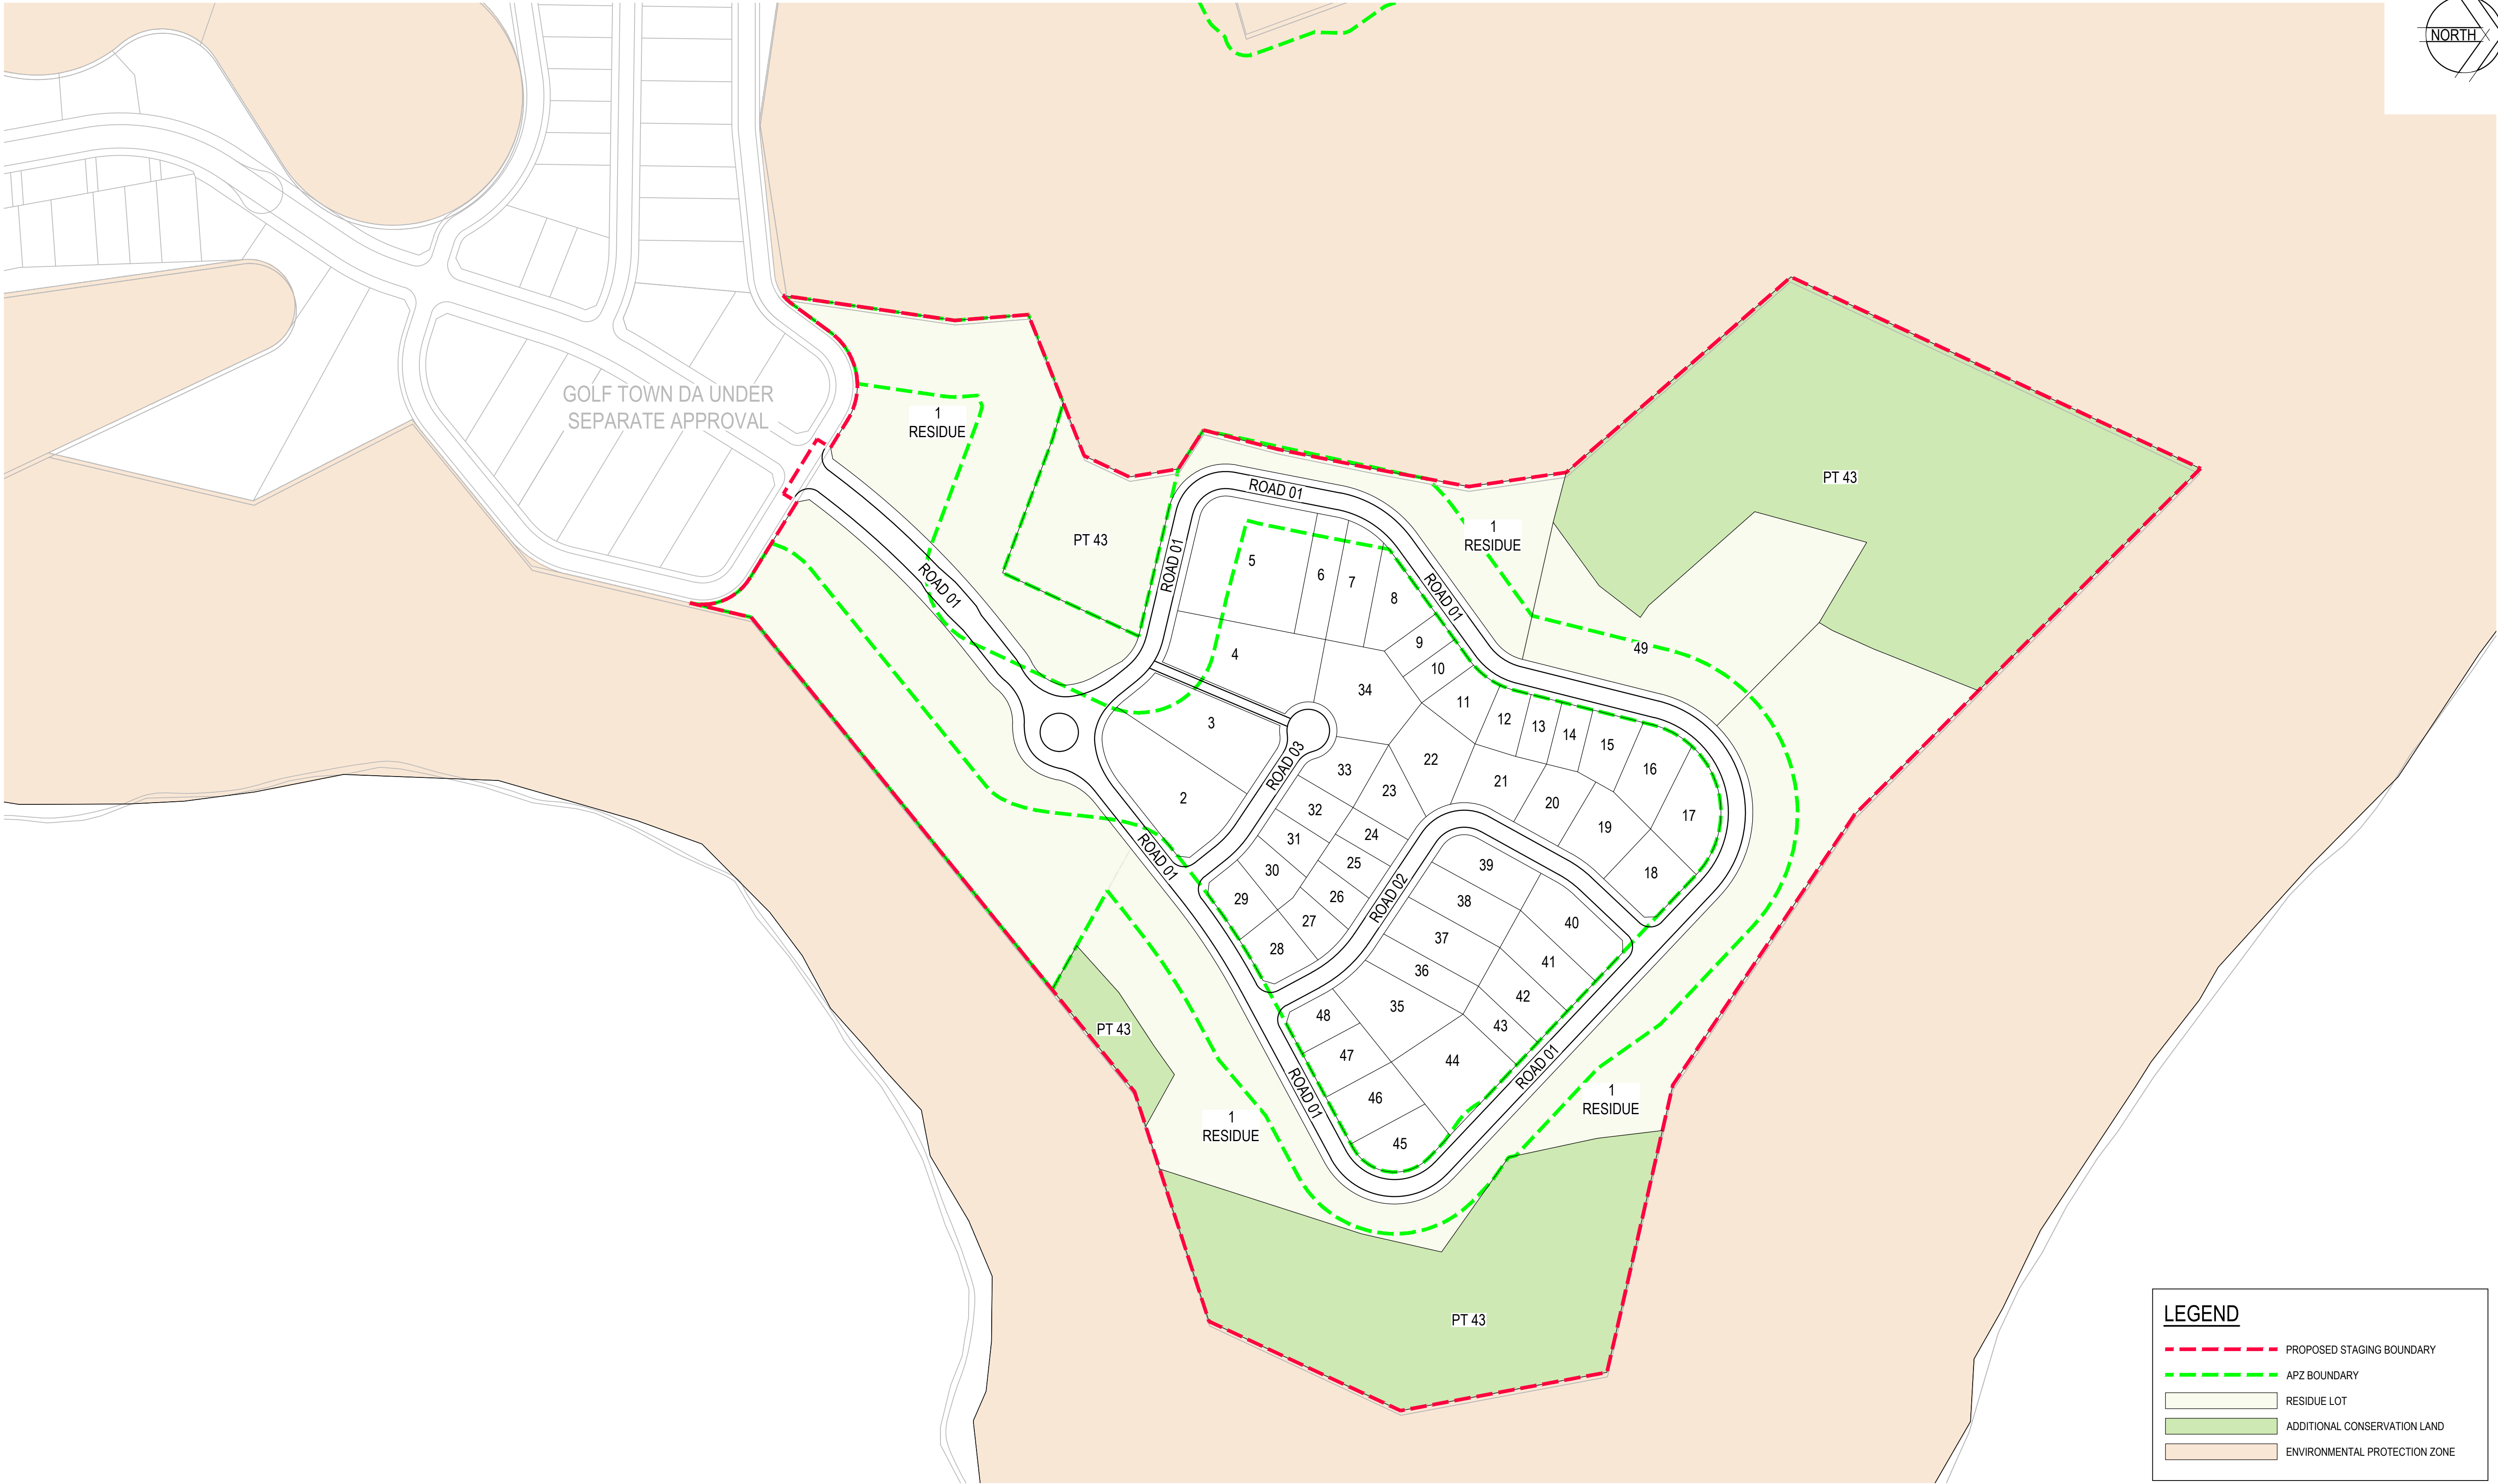 NORTH
GOLF TOWN DA UNDER
SEPARATE APPROVAL
1
RESIDUE
PT 43
PT 43
ROAD 01
ROAD 01
ROAD 01
1
RESIDUE
5
6
7
8
ROAD 01
9
10
49
4
34
11
3
12
13
14
15
16
17
ROAD 03
33
22
21
20
19
18
2
32
23
31
24
39
ROAD 01
30
25
38
40
29
26
ROAD 02
27
37
41
28
36
42
PT 43
48
35
43
47
44
ROAD 01
ROAD 01
46
1
RESIDUE
1
RESIDUE
45
PT 43
LEGEND
PROPOSED STAGING BOUNDARY
APZ BOUNDARY
RESIDUE LOT
ADDITIONAL CONSERVATION LAND
ENVIRONMENTAL PROTECTION ZONE